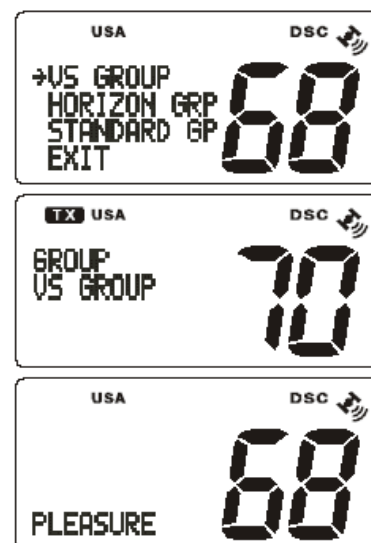 USA DSC
→VS GROUP
HORIZON GRP
STANDARD GP
EXIT
68
TX USA DSC
GROUP
VS GROUP
70
USA DSC
68
PLEASURE